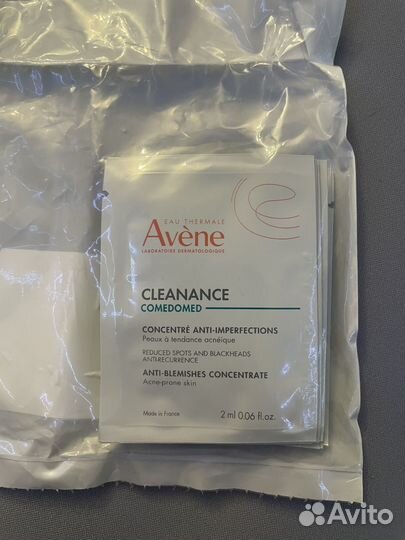 EAU THERMALE
Avène
LABORATOIRE DERMATOLOGIQUE
CLEANANCE
COMEDOMED
CONCENTRÉ ANTI-IMPERFECTIONS
Peaux à tendance acnéique
REDUCED SPOTS AND BLACKHEADS
ANTI-RECURRENCE
ANTI-BLEMISHES CONCENTRATE
Acne-prone skin
Made in France
2 ml 0.06 fl.oz.
Avito